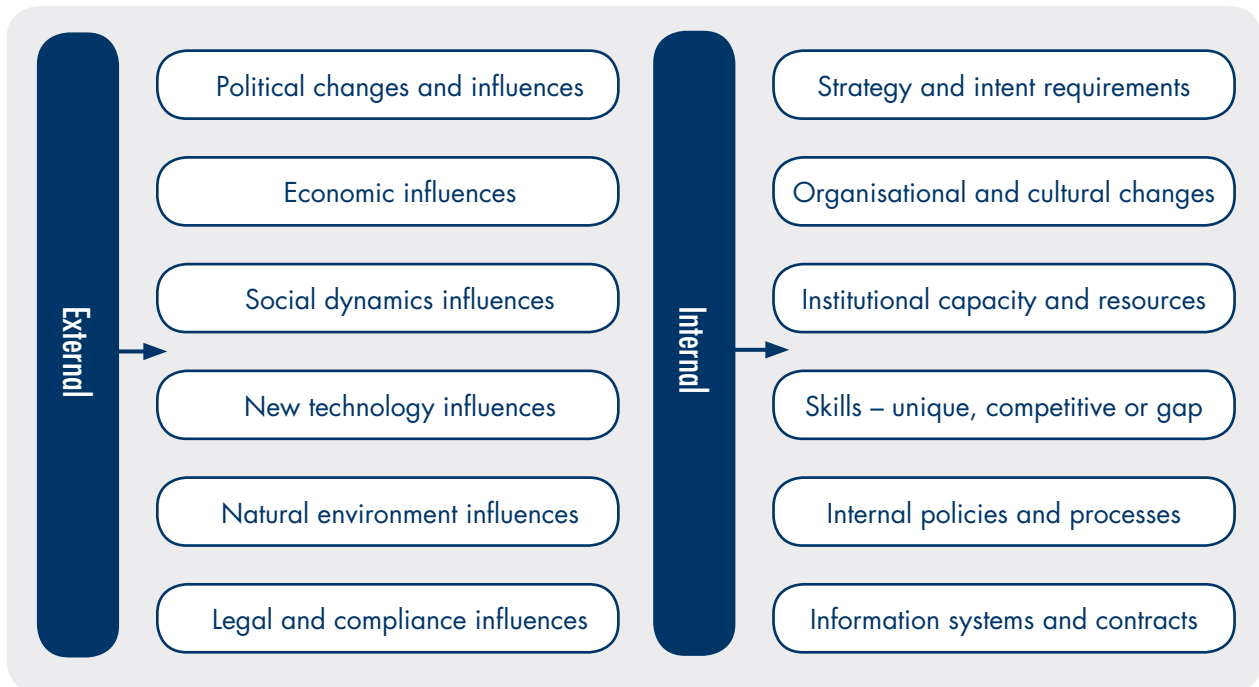 External
Political changes and influences
Economic influences
Social dynamics influences
New technology influences
Natural environment influences
Legal and compliance influences
Internal
Strategy and intent requirements
Organisational and cultural changes
Institutional capacity and resources
Skills – unique, competitive or gap
Internal policies and processes
Information systems and contracts